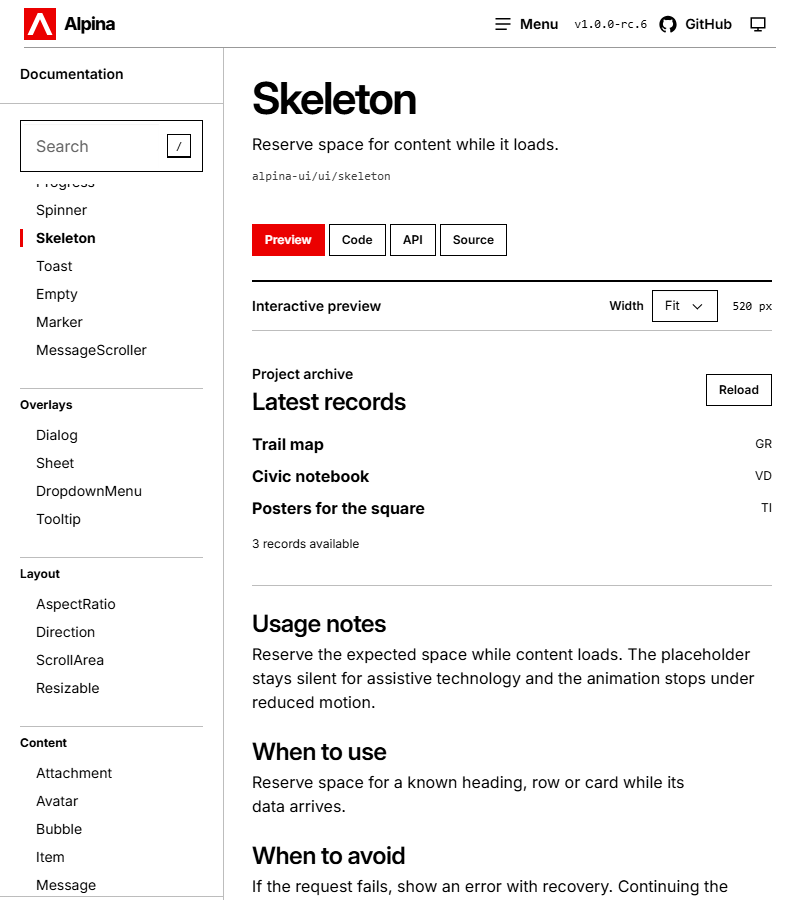 Alpina
Menu
v1.0.0-rc.6
GitHub
Documentation
Search
/
Progress
Spinner
Skeleton
Toast
Empty
Marker
MessageScroller
Overlays
Dialog
Sheet
DropdownMenu
Tooltip
Layout
AspectRatio
Direction
ScrollArea
Resizable
Content
Attachment
Avatar
Bubble
Item
Message
Skeleton
Reserve space for content while it loads.
alpina-ui/ui/skeleton
Preview
Code
API
Source
Interactive preview
Width
Fit
520 px
Project archive
Latest records
Reload
Trail map
GR
Civic notebook
VD
Posters for the square
TI
3 records available
Usage notes
Reserve the expected space while content loads. The placeholder
stays silent for assistive technology and the animation stops under
reduced motion.
When to use
Reserve space for a known heading, row or card while its
data arrives.
When to avoid
If the request fails, show an error with recovery. Continuing the